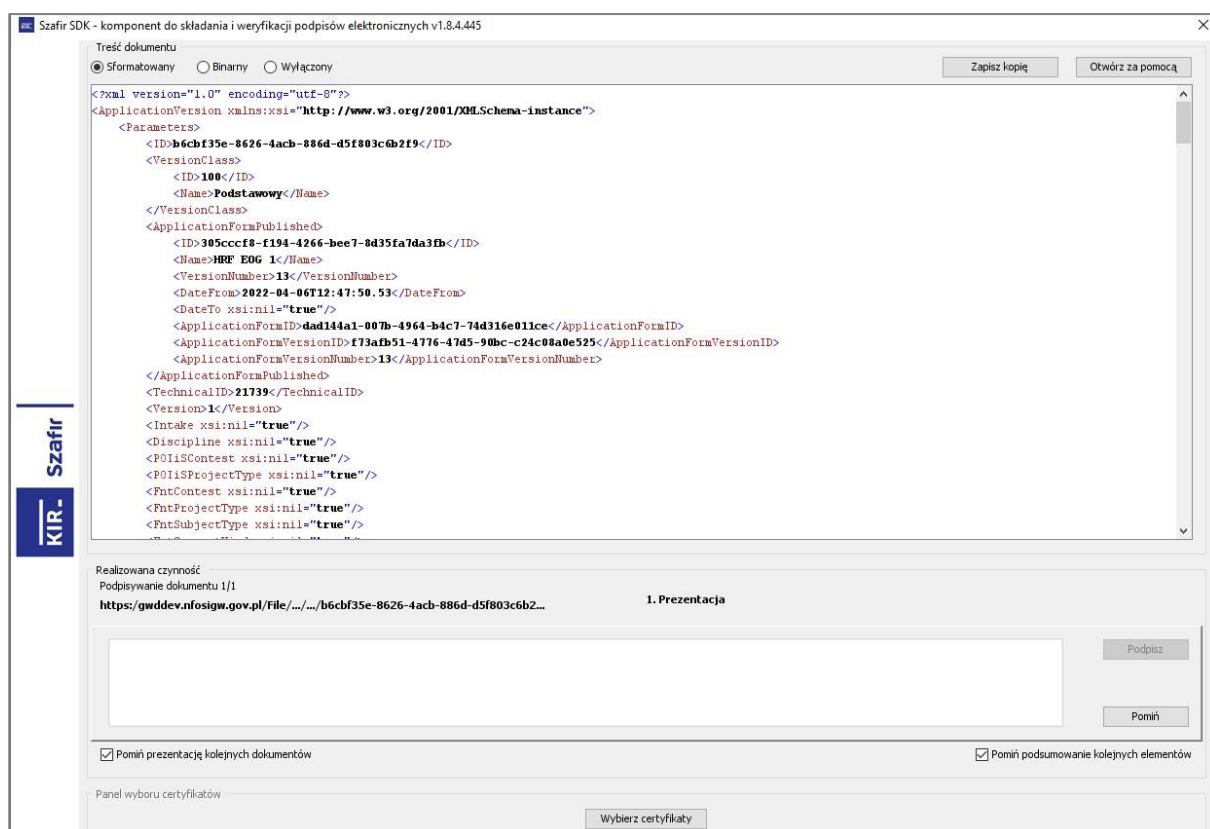 Szafir SDK - komponent do składania i weryfikacji podpisów elektronicznych v1.8.4.445
Treść dokumentu
Sformatowany Binarny Wyłączony Zapisz kopię Otwórz za pomocą
<?xml version="1.0" encoding="utf-8"?>
<ApplicationVersion xmlns:xsi="http://www.w3.org/2001/XMLSchema-instance">
<Parameters>
<ID>b6cbf35e-8626-4acb-886d-d5f803c6b2f9</ID>
<VersionClass>
<ID>100</ID>
<Name>Podstawowy</Name>
</VersionClass>
<ApplicationFormPublished>
<ID>305cccf8-f194-4266-bee7-8d35fa7da3fb</ID>
<Name>HRF EOG 1</Name>
<VersionNumber>13</VersionNumber>
<DateFrom>2022-04-06T12:47:50.53</DateFrom>
<DateTo xsi:nil="true"/>
<ApplicationFormID>dad144a1-007b-4964-b4c7-74d316e011ce</ApplicationFormID>
<ApplicationFormVersionID>f73afb51-4776-47d5-90bc-c24c08a0e525</ApplicationFormVersionID>
<ApplicationFormVersionNumber>13</ApplicationFormVersionNumber>
</ApplicationFormPublished>
<TechnicalID>21739</TechnicalID>
<Version>1</Version>
<Intake xsi:nil="true"/>
<Discipline xsi:nil="true"/>
<POIiSContest xsi:nil="true"/>
<POIiSProjectType xsi:nil="true"/>
<FntContest xsi:nil="true"/>
<FntProjectType xsi:nil="true"/>
<FntSubjectType xsi:nil="true"/>
KIR. Szafir
Realizowana czynność
Podpisywanie dokumentu 1/1
https:/gwddev.nfosigw.gov.pl/File/.../.../b6cbf35e-8626-4acb-886d-d5f803c6b2... 1. Prezentacja
Podpisz
Pomiń
Pomiń prezentację kolejnych dokumentów Pomiń podsumowanie kolejnych elementów
Panel wyboru certyfikatów
Wybierz certyfikaty